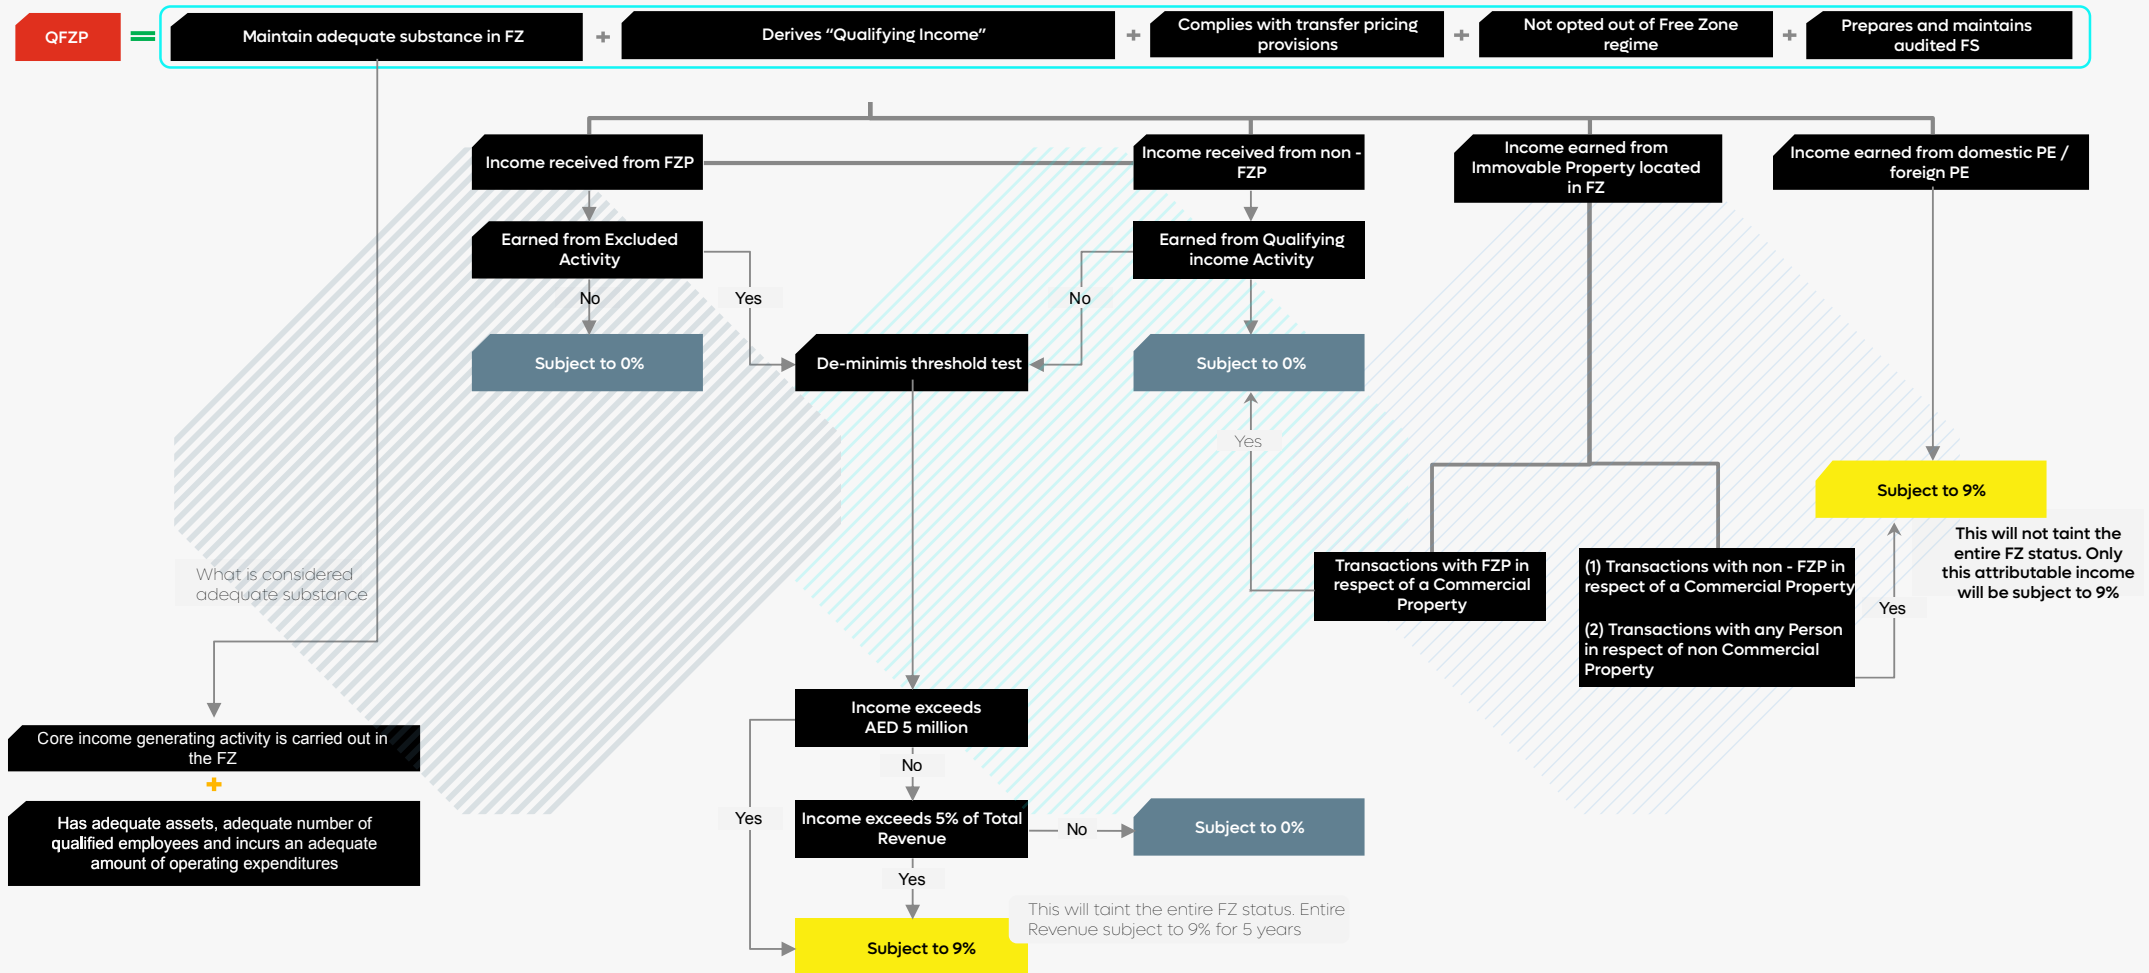 QFZP
Maintain adequate substance in FZ
+
Derives “Qualifying Income”
+
Complies with transfer pricing
provisions
+
Not opted out of Free Zone
regime
+
Prepares and maintains
audited FS
Income received from FZP
Income received from non -
FZP
Income earned from
Immovable Property located
in FZ
Income earned from domestic PE /
foreign PE
Earned from Excluded
Activity
Earned from Qualifying
income Activity
No
Yes
No
Subject to 0%
De-minimis threshold test
Subject to 0%
Yes
Subject to 9%
This will not taint the
entire FZ status. Only
this attributable income
will be subject to 9%
What is considered
adequate substance
Transactions with FZP in
respect of a Commercial
Property
(1) Transactions with non - FZP in
respect of a Commercial Property
(2) Transactions with any Person
in respect of non Commercial
Property
Yes
Core income generating activity is carried out in
the FZ
+
Has adequate assets, adequate number of
qualified employees and incurs an adequate
amount of operating expenditures
Income exceeds
AED 5 million
No
Yes
Income exceeds 5% of Total
Revenue
No
Subject to 0%
Yes
This will taint the entire FZ status. Entire
Revenue subject to 9% for 5 years
Subject to 9%